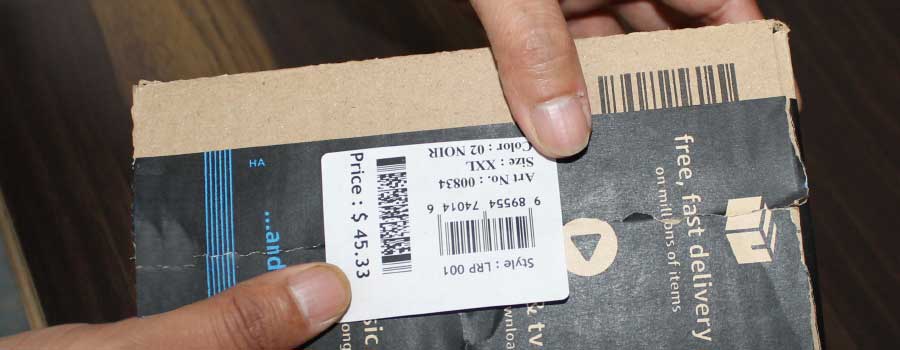 Style : LRP 001
9 89554 74014 6
Art No. : 00834
Size : XXL
Color : 02 NOIR
Price : $ 45.33
HA
...and
free, fast delivery
on millions of items
& tv